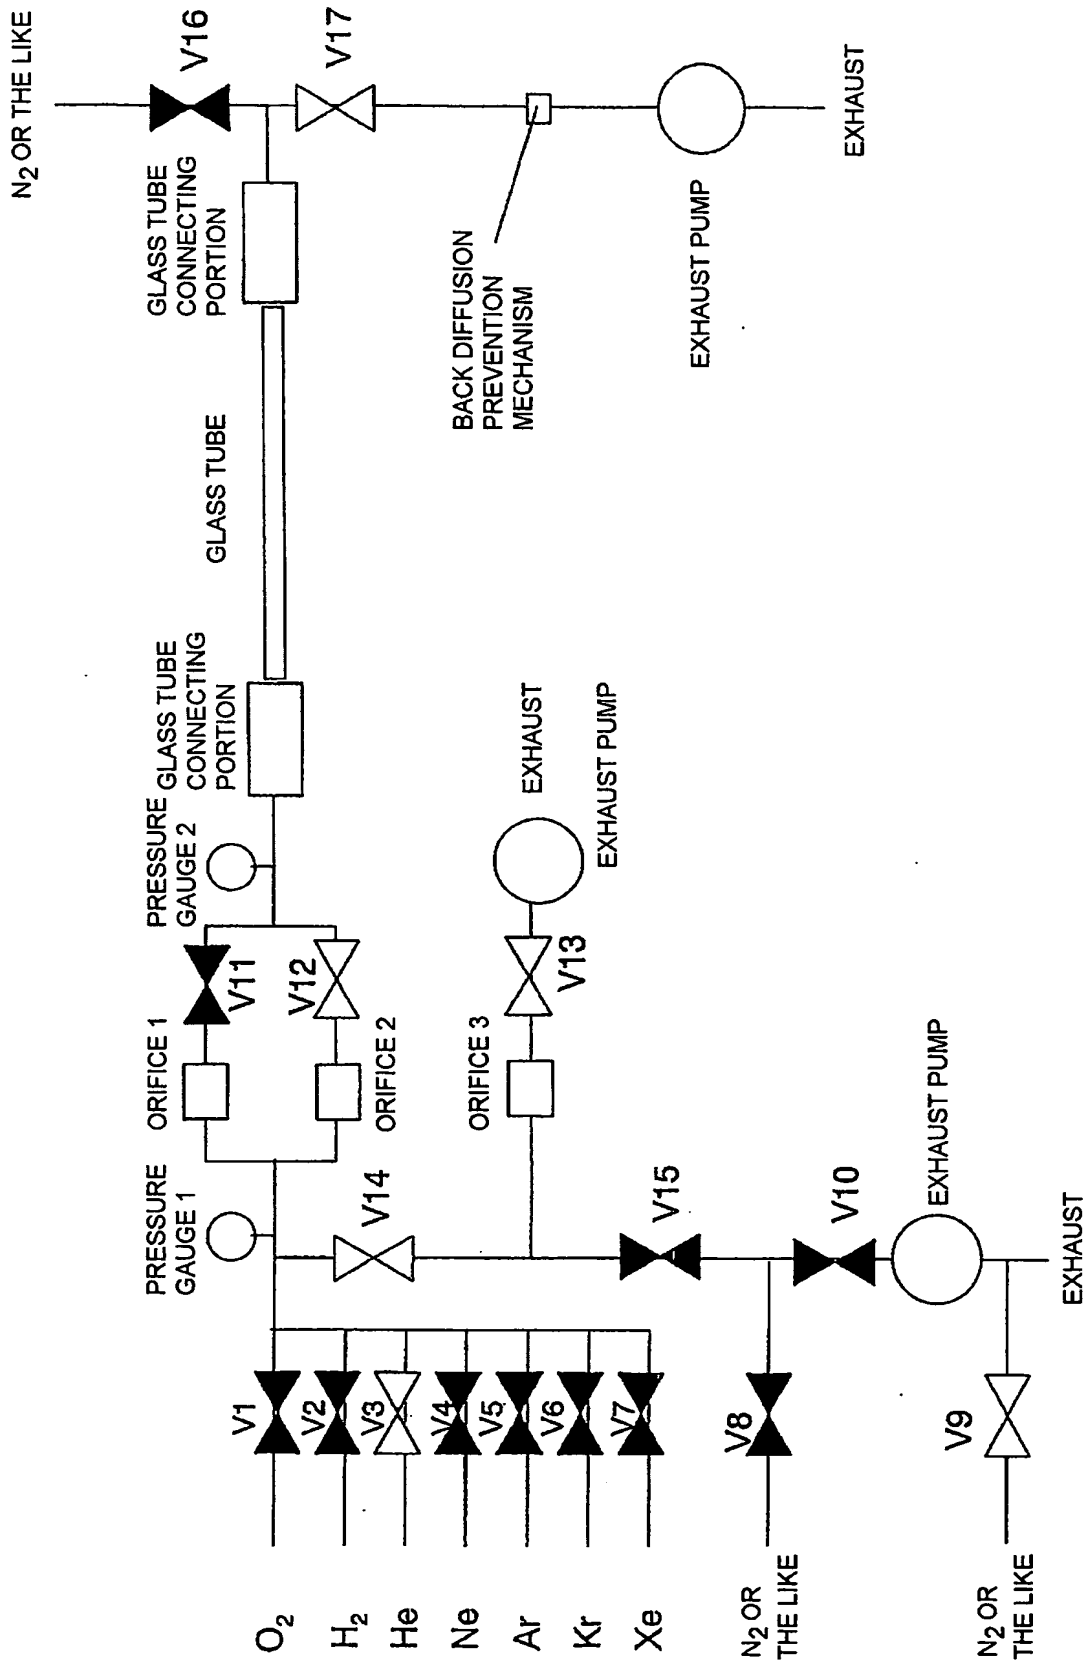 N2 OR THE LIKE
V16
V17
GLASS TUBE
CONNECTING
PORTION
BACK DIFFUSION
PREVENTION
MECHANISM
EXHAUST PUMP
EXHAUST
GLASS TUBE
GLASS TUBE
CONNECTING
PORTION
PRESSURE
GAUGE 2
V11
V12
ORIFICE 1
ORIFICE 2
EXHAUST
EXHAUST PUMP
V13
ORIFICE 3
PRESSURE
GAUGE 1
V14
V15
V10
EXHAUST PUMP
EXHAUST
V1
V2
V3
V4
V5
V6
V7
V8
V9
O2
H2
He
Ne
Ar
Kr
Xe
N2 OR
THE LIKE
N2 OR
THE LIKE